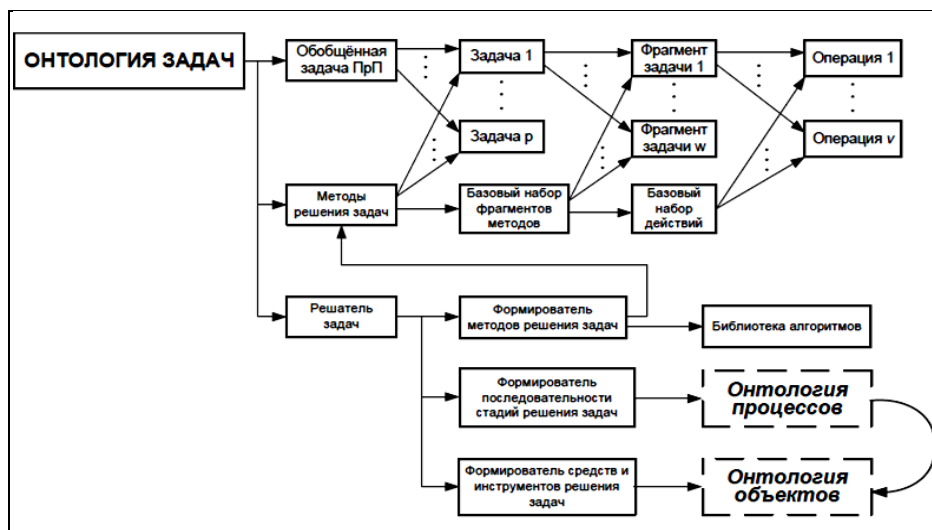 ОНТОЛОГИЯ ЗАДАЧ
Обобщённая
задача ПрП
Задача 1
Фрагмент
задачи 1
Операция 1
Задача p
Фрагмент
задачи w
Операция v
Методы
решения задач
Базовый набор
фрагментов
методов
Базовый
набор
действий
Решатель
задач
Формирователь
методов решения задач
Библиотека алгоритмов
Формирователь
последовательности
стадий решения задач
Онтология
процессов
Формирователь средств и
инструментов решения
задач
Онтология
объектов